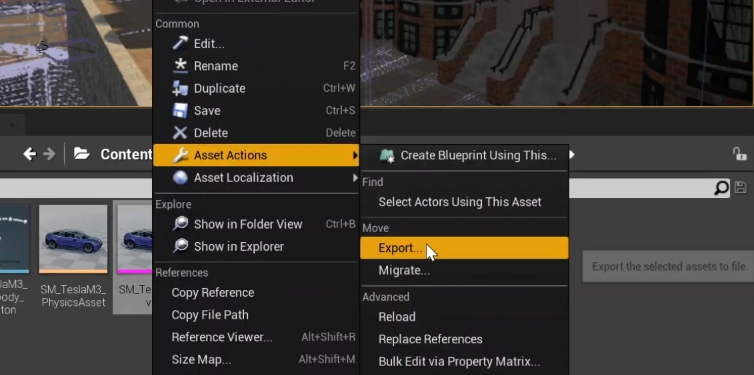 Open in External Editor
Common
Edit...
Rename F2
Duplicate Ctrl+W
Save Ctrl+S
Delete Delete
Content
Asset Actions
Create Blueprint Using This...
Asset Localization
Find
Select Actors Using This Asset
Explore
Show in Folder View Ctrl+B
Move
Show in Explorer
Export...
Export the selected assets to file.
Migrate...
References
Copy Reference
Advanced
Copy File Path
Reload
Reference Viewer... Alt+Shift+R
Replace References
Size Map... Alt+Shift+M
Bulk Edit via Property Matrix...
laM3_
body_
ton
SM_TeslaM3_
PhysicsAsset
SM_Te
v